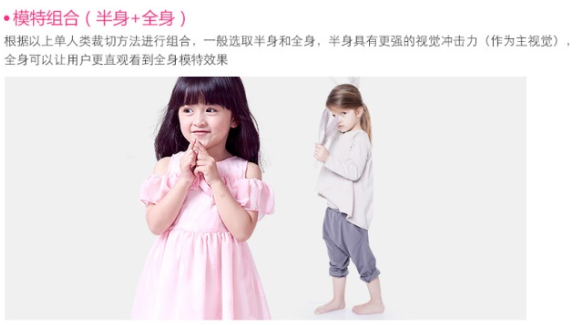 •模特组合（半身+全身）
根据以上单人类裁切方法进行组合，一般选取半身和全身，半身具有更强的视觉冲击力（作为主视觉），
全身可以让用户更直观看到全身模特效果